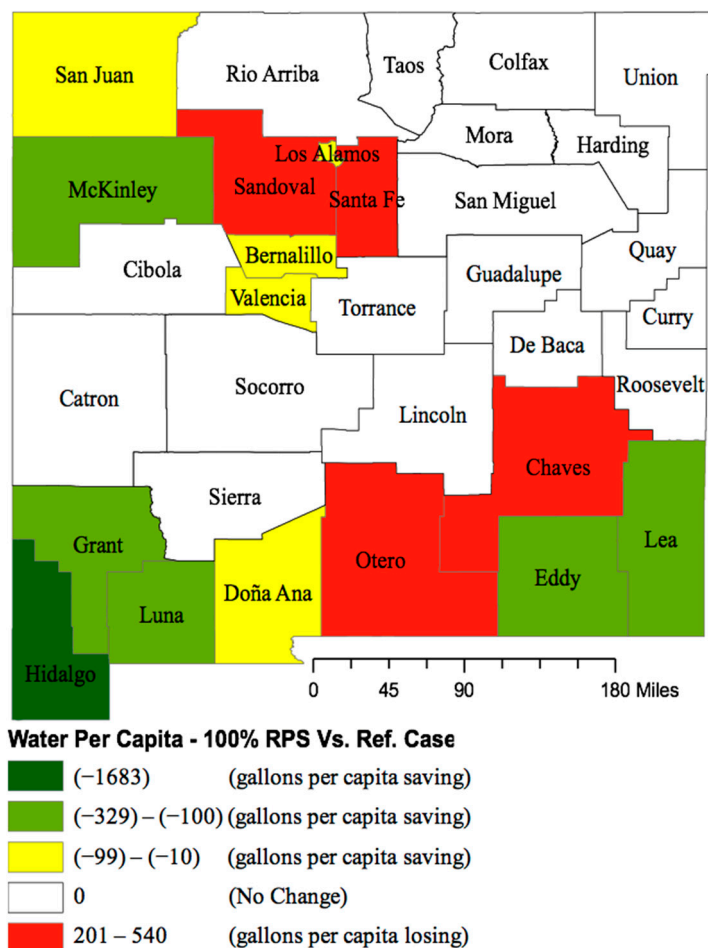 San Juan
Rio Arriba
Taos
Colfax
Union
Mora
Harding
Los Alamos
McKinley
Sandoval
Santa Fe
San Miguel
Bernalillo
Cibola
Quay
Guadalupe
Valencia
Torrance
Curry
De Baca
Socorro
Roosevelt
Catron
Lincoln
Chaves
Sierra
Grant
Lea
Otero
Eddy
Doña Ana
Luna
Hidalgo
0 45 90 180 Miles
Water Per Capita - 100% RPS Vs. Ref. Case
(−1683) (gallons per capita saving)
(−329) – (−100) (gallons per capita saving)
(−99) – (−10) (gallons per capita saving)
0 (No Change)
201 – 540 (gallons per capita losing)